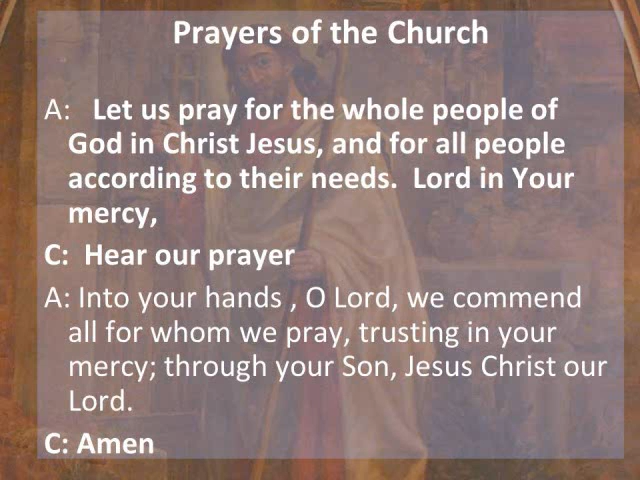 Prayers of the Church
A: Let us pray for the whole people of
God in Christ Jesus, and for all people
according to their needs. Lord in Your
mercy,
C: Hear our prayer
A: Into your hands , O Lord, we commend
all for whom we pray, trusting in your
mercy; through your Son, Jesus Christ our
Lord.
C: Amen